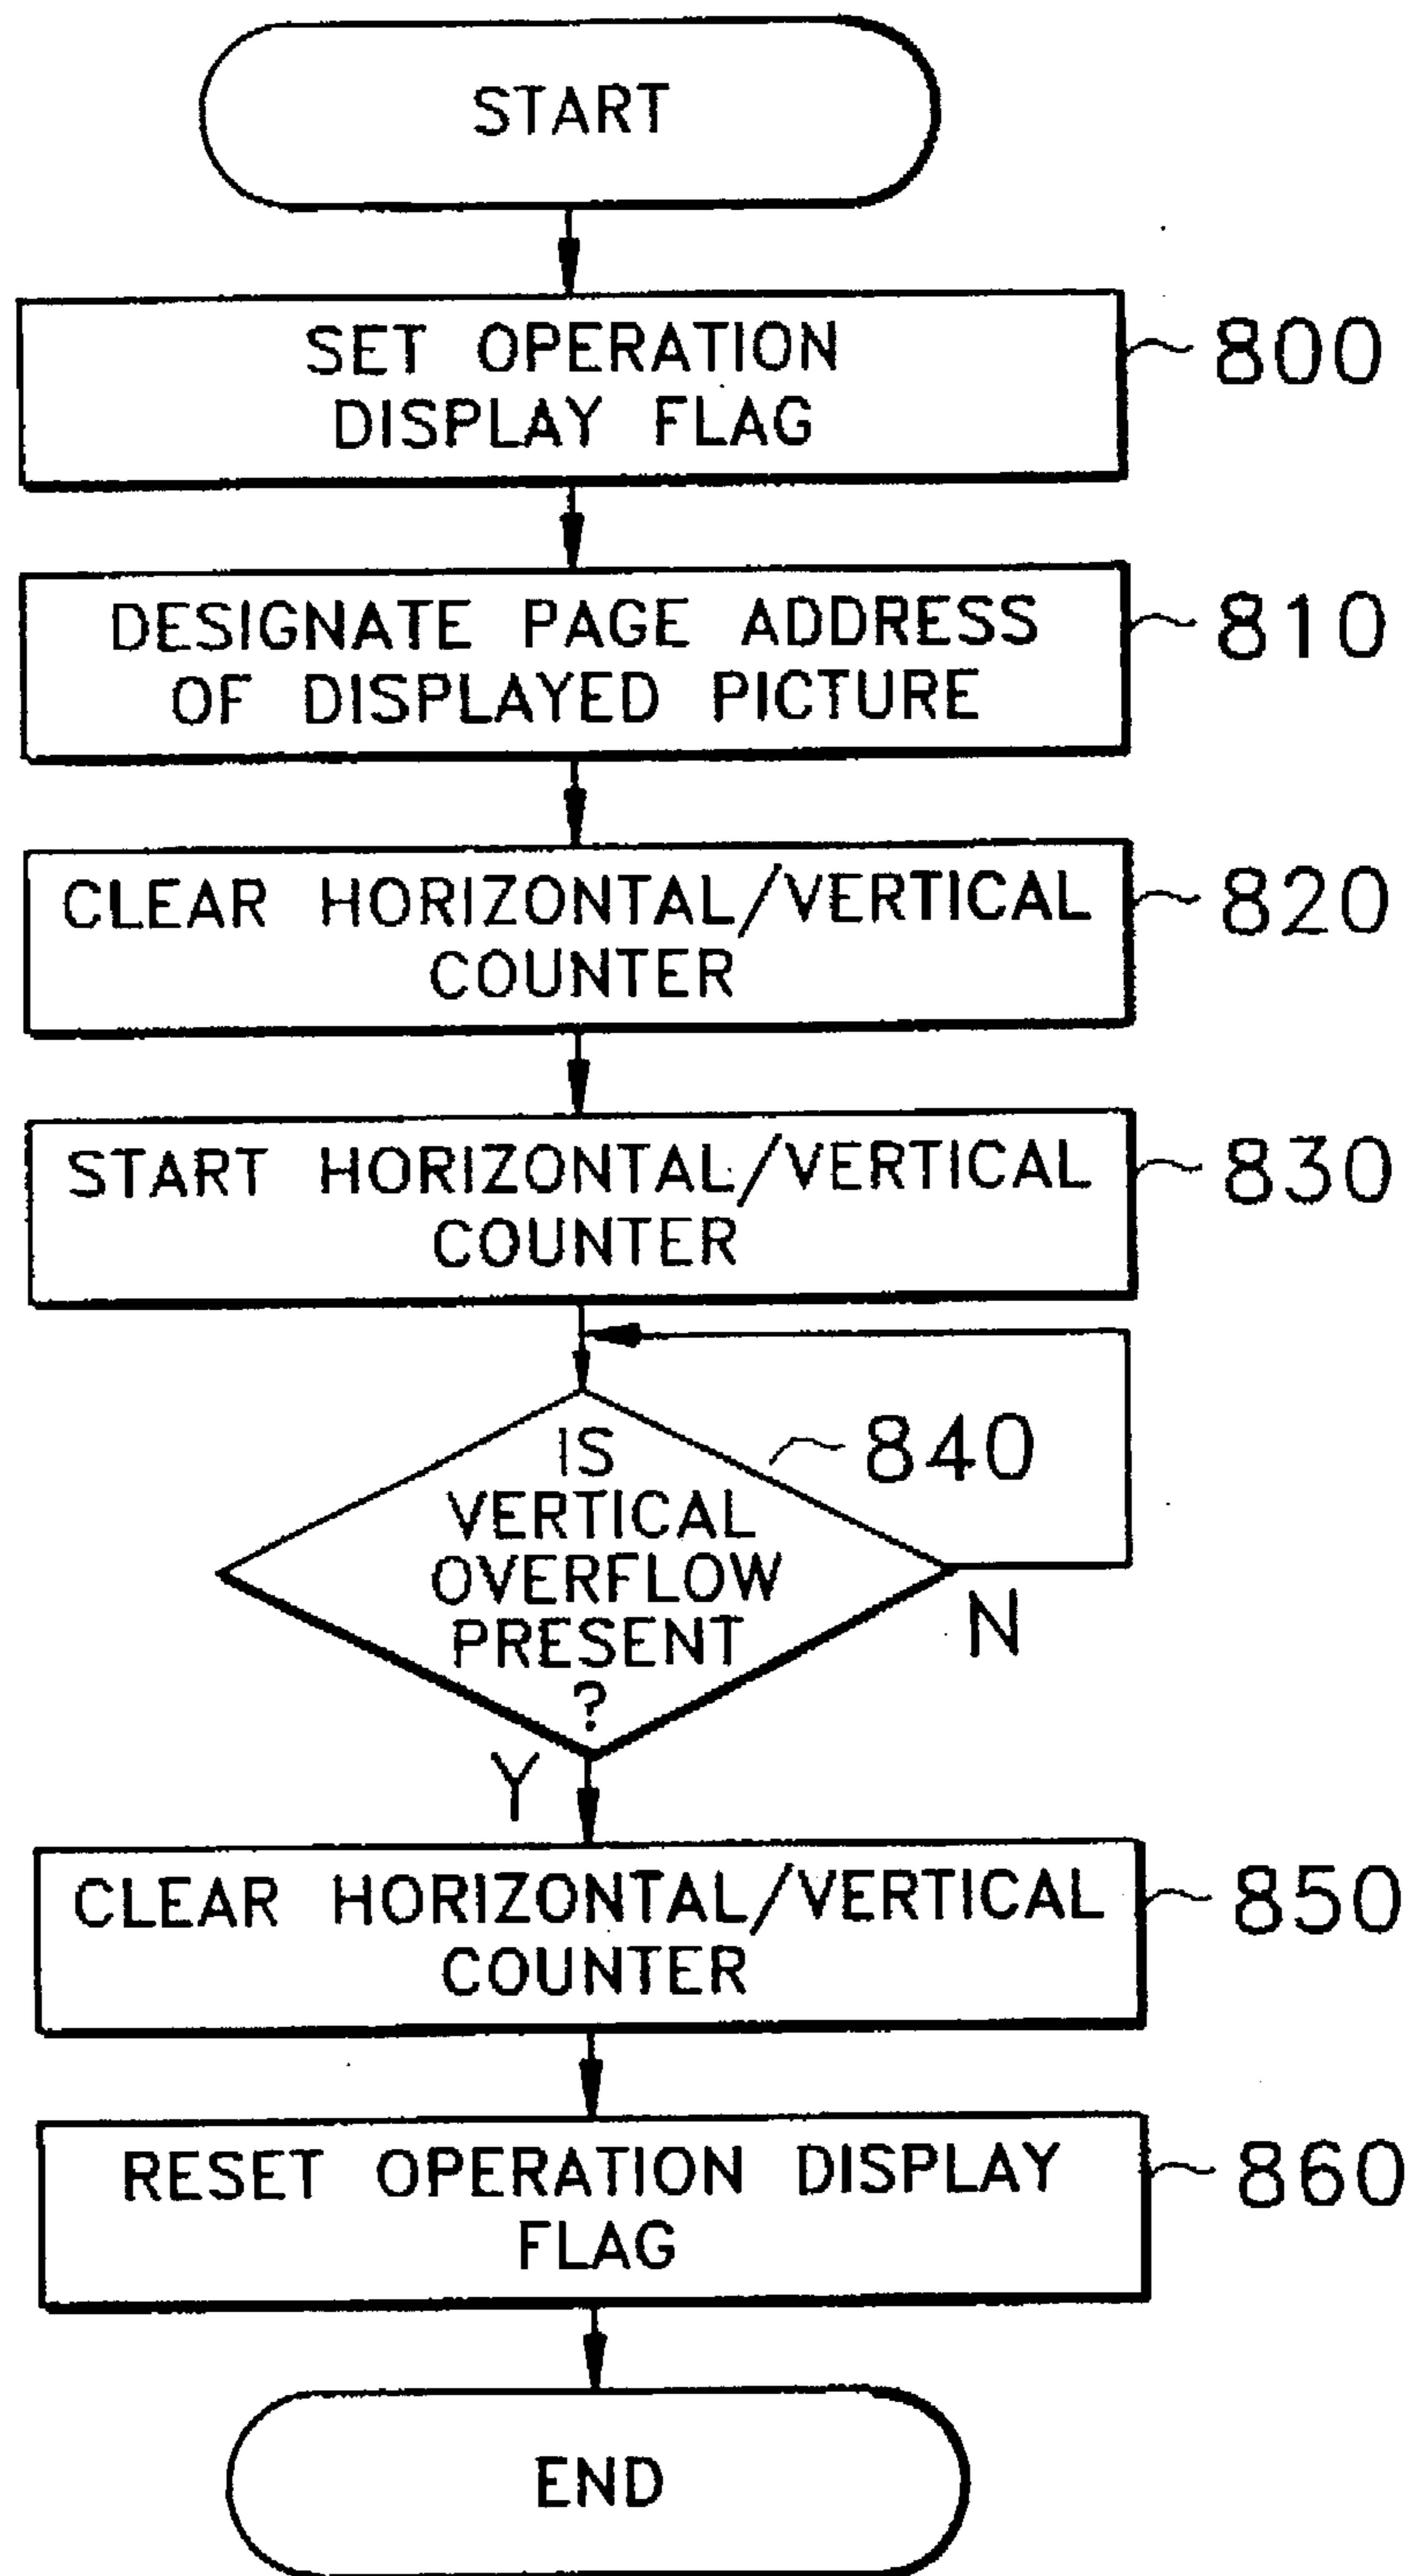 START
SET OPERATION
DISPLAY FLAG
800
DESIGNATE PAGE ADDRESS
OF DISPLAYED PICTURE
810
CLEAR HORIZONTAL/VERTICAL
COUNTER
820
START HORIZONTAL/VERTICAL
COUNTER
830
IS
VERTICAL
OVERFLOW
PRESENT
?
840
N
Y
CLEAR HORIZONTAL/VERTICAL
COUNTER
850
RESET OPERATION DISPLAY
FLAG
860
END